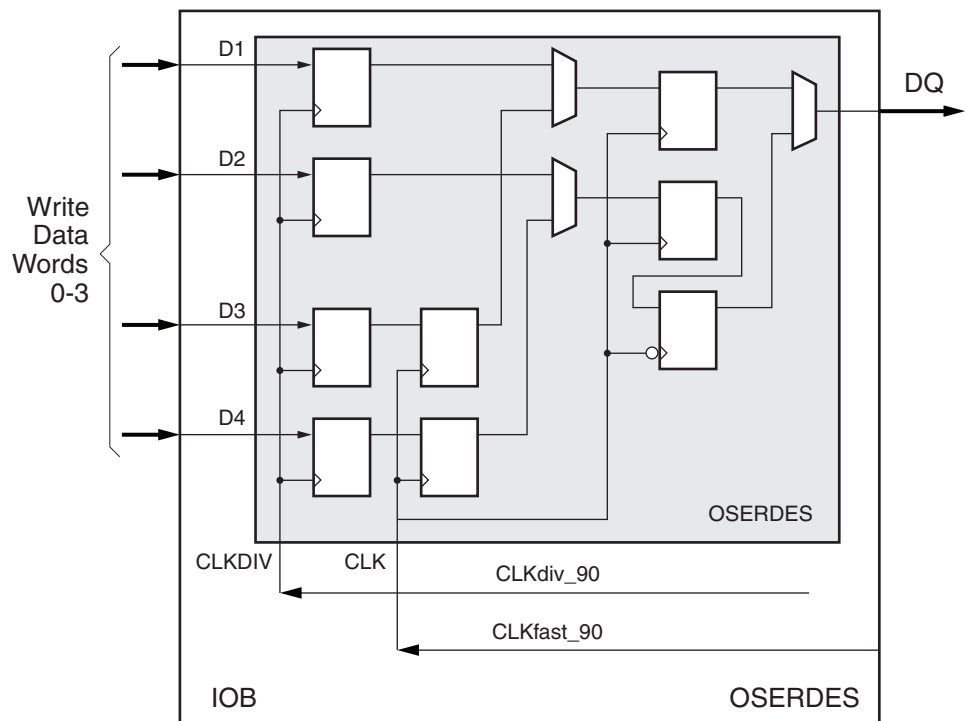 D1
DQ
D2
Write
Data
Words
0-3
D3
D4
OSERDES
CLKDIV
CLK
CLKdiv_90
CLKfast_90
IOB
OSERDES